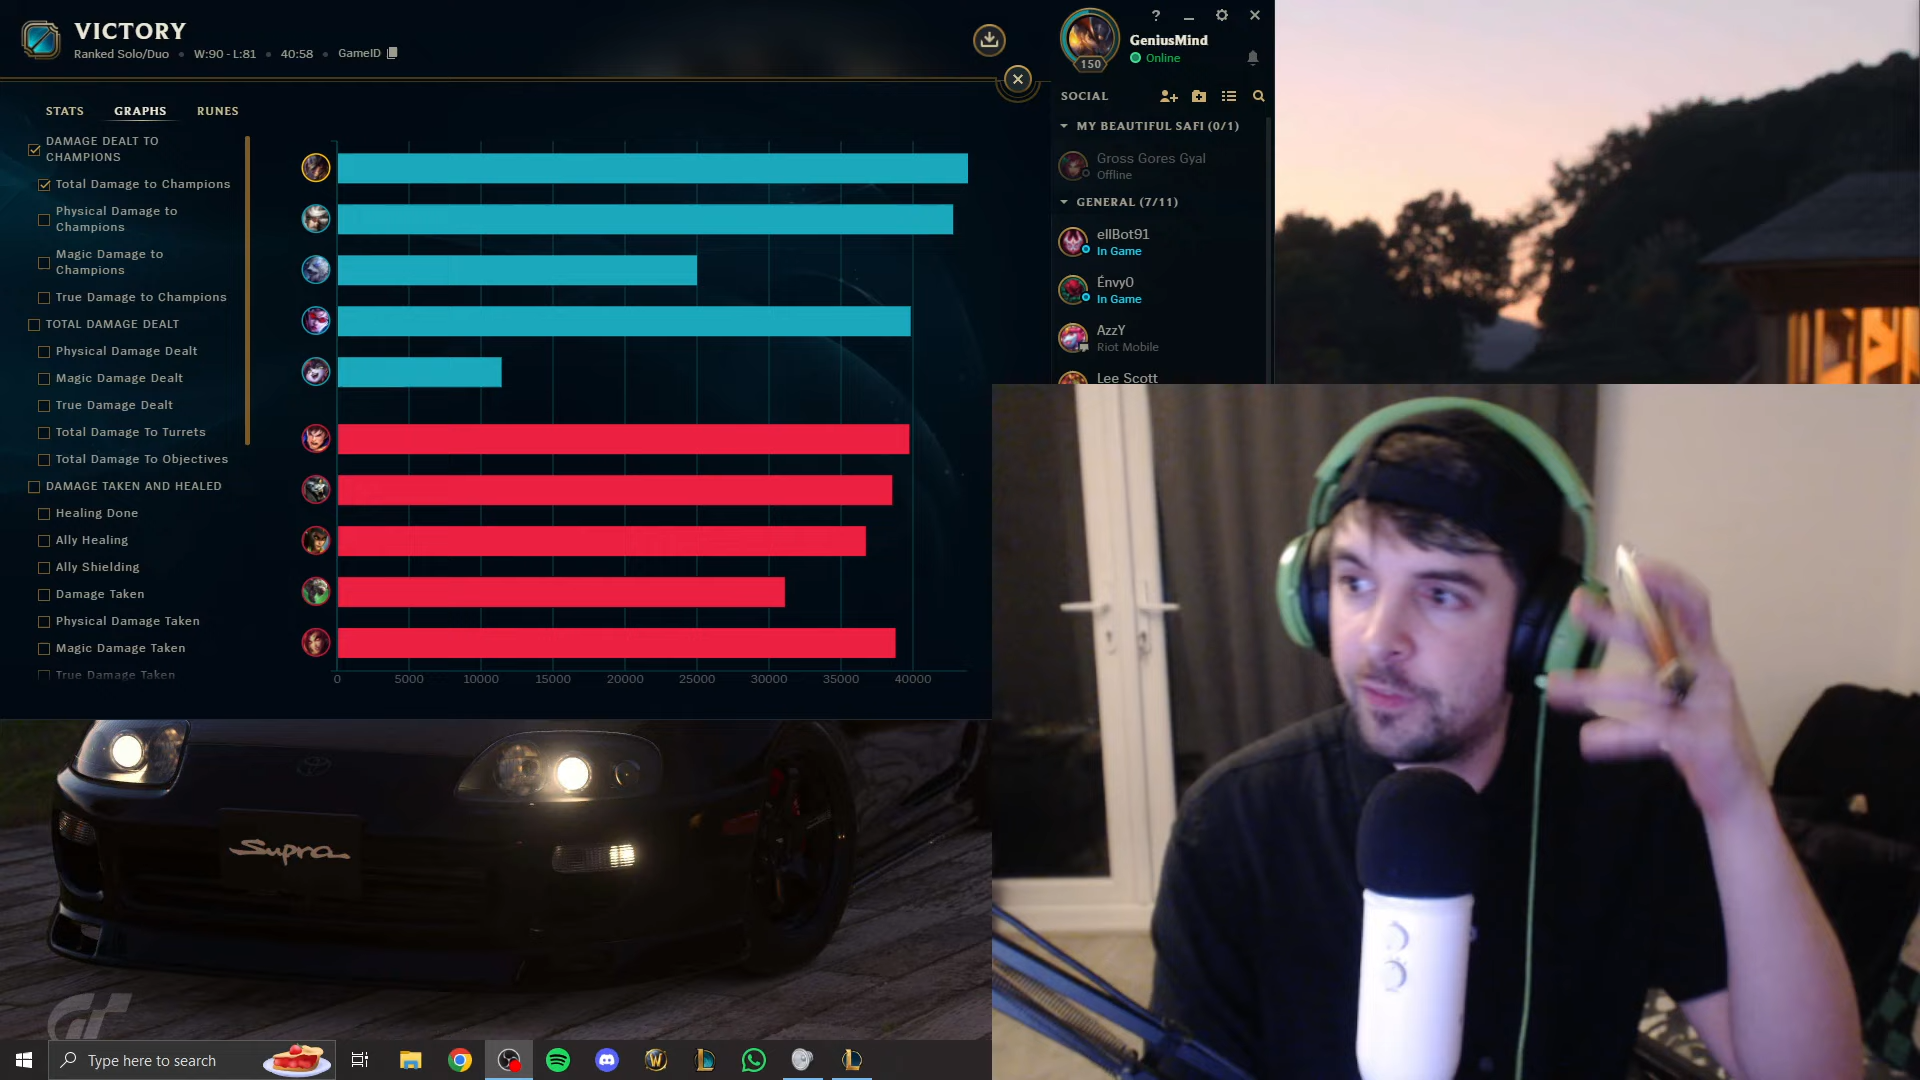 VICTORY
Ranked Solo/Duo • W:90 - L:81 • 40:58 • GameID
STATS GRAPHS RUNES
DAMAGE DEALT TO
CHAMPIONS
Total Damage to Champions
Physical Damage to
Champions
Magic Damage to
Champions
True Damage to Champions
TOTAL DAMAGE DEALT
Physical Damage Dealt
Magic Damage Dealt
True Damage Dealt
Total Damage To Turrets
Total Damage To Objectives
DAMAGE TAKEN AND HEALED
Healing Done
Ally Healing
Ally Shielding
Damage Taken
Physical Damage Taken
Magic Damage Taken
True Damage Taken
0 5000 10000 15000 20000 25000 30000 35000 40000
?
150
GeniusMind
Online
SOCIAL
MY BEAUTIFUL SAFI (0/1)
Gross Gores Gyal
Offline
GENERAL (7/11)
ellBot91
In Game
Énvy0
In Game
AzzY
Riot Mobile
Lee Scott
Supra
GT
Type here to search